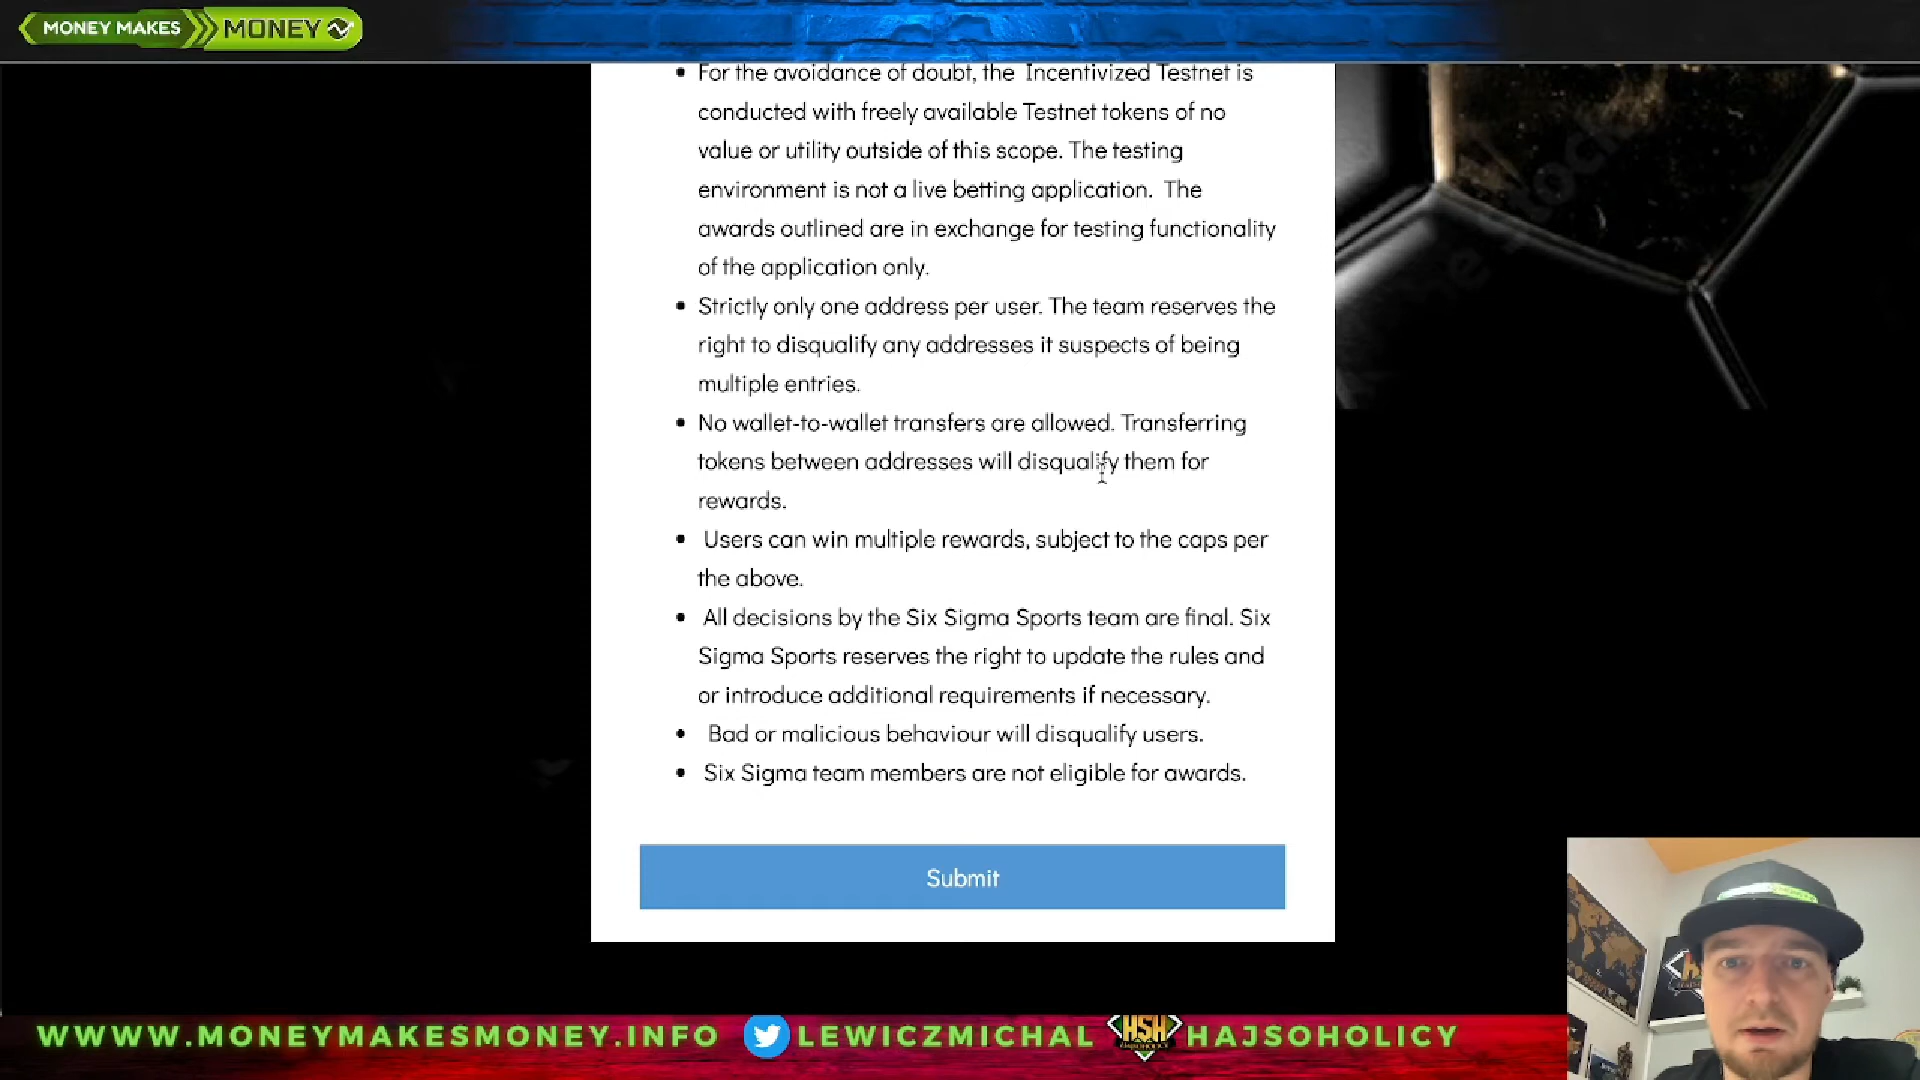 MONEY MAKES MONEY
For the avoidance of doubt, the Incentivized Testnet is
conducted with freely available Testnet tokens of no
value or utility outside of this scope. The testing
environment is not a live betting application. The
awards outlined are in exchange for testing functionality
of the application only.
Strictly only one address per user. The team reserves the
right to disqualify any addresses it suspects of being
multiple entries.
No wallet-to-wallet transfers are allowed. Transferring
tokens between addresses will disqualify them for
rewards.
Users can win multiple rewards, subject to the caps per
the above.
All decisions by the Six Sigma Sports team are final. Six
Sigma Sports reserves the right to update the rules and
or introduce additional requirements if necessary.
Bad or malicious behaviour will disqualify users.
Six Sigma team members are not eligible for awards.
Submit
WWWW.MONEYMAKESMONEY.INFO LEWICZMICHAL HSH HAJSOHOLICY